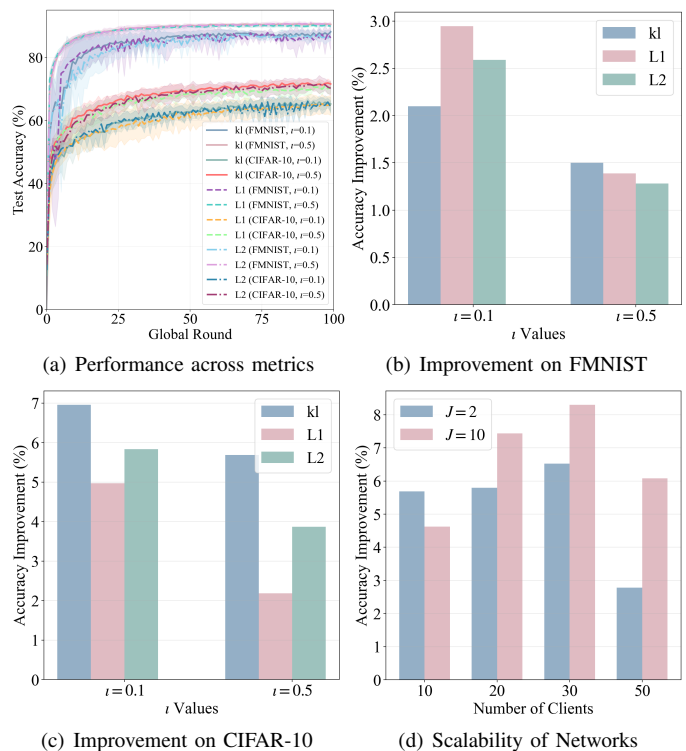 80
60
40
20
0
Test Accuracy (%)
kl (FMNIST, ι=0.1)
kl (FMNIST, ι=0.5)
kl (CIFAR-10, ι=0.1)
kl (CIFAR-10, ι=0.5)
L1 (FMNIST, ι=0.1)
L1 (FMNIST, ι=0.5)
L1 (CIFAR-10, ι=0.1)
L1 (CIFAR-10, ι=0.5)
L2 (FMNIST, ι=0.1)
L2 (FMNIST, ι=0.5)
L2 (CIFAR-10, ι=0.1)
L2 (CIFAR-10, ι=0.5)
0 25 50 75 100
Global Round
(a) Performance across metrics
3.0
2.5
2.0
1.5
1.0
0.5
0.0
Accuracy Improvement (%)
kl
L1
L2
ι = 0.1 ι = 0.5
ι Values
(b) Improvement on FMNIST
7
6
5
4
3
2
1
0
Accuracy Improvement (%)
kl
L1
L2
ι = 0.1 ι = 0.5
ι Values
(c) Improvement on CIFAR-10
8
7
6
5
4
3
2
1
0
Accuracy Improvement (%)
J = 2
J = 10
10 20 30 50
Number of Clients
(d) Scalability of Networks